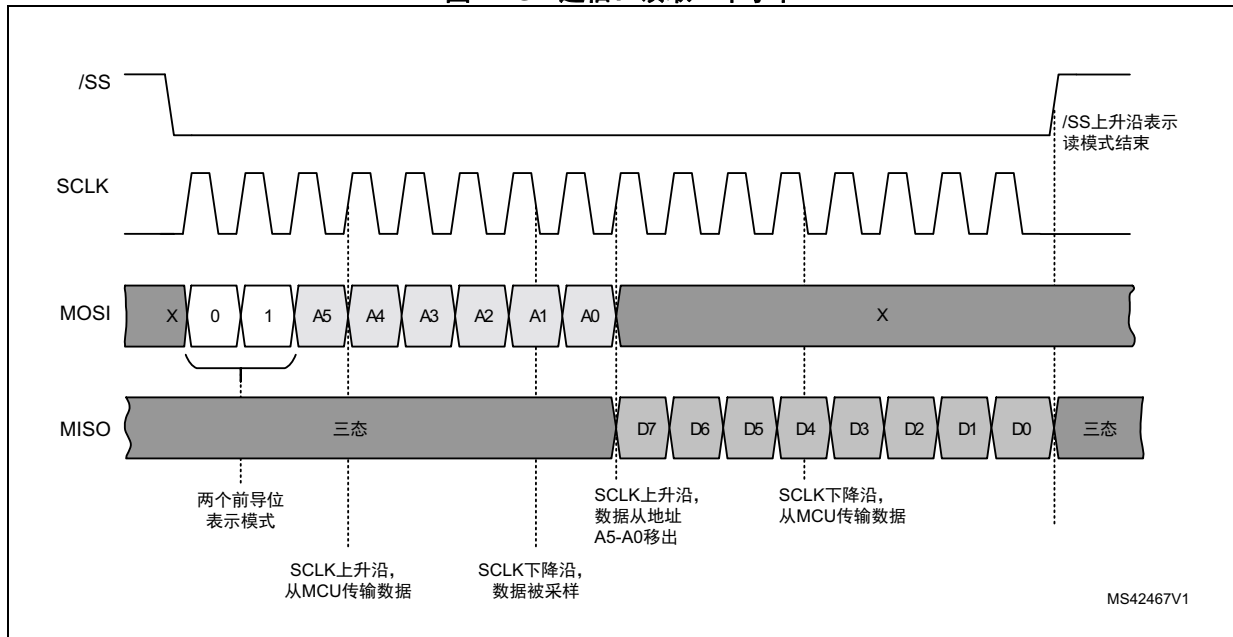 /SS
/SS上升沿表示
读模式结束
SCLK
MOSI
X 0 1 A5 A4 A3 A2 A1 A0 X
MISO
三态 D7 D6 D5 D4 D3 D2 D1 D0 三态
两个前导位
表示模式
SCLK上升沿，
从MCU传输数据
SCLK下降沿，
数据被采样
SCLK上升沿，
数据从地址
A5-A0移出
SCLK下降沿，
从MCU传输数据
MS42467V1